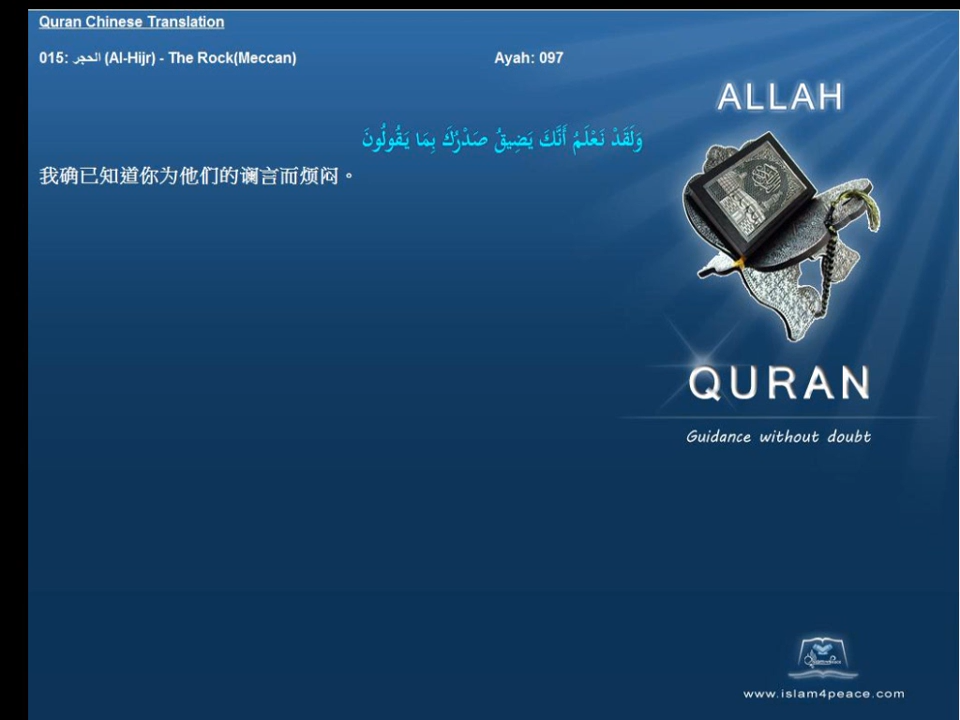 Quran Chinese Translation
015: الحجر (Al-Hijr) - The Rock(Meccan) Ayah: 097
ALLAH
وَلَقَدْ نَعْلَمُ أَنَّكَ يَضِيقُ صَدْرُكَ بِمَا يَقُولُونَ
我确已知道你为他们的谰言而烦闷。
QURAN
Guidance without doubt
www.islam4peace.com